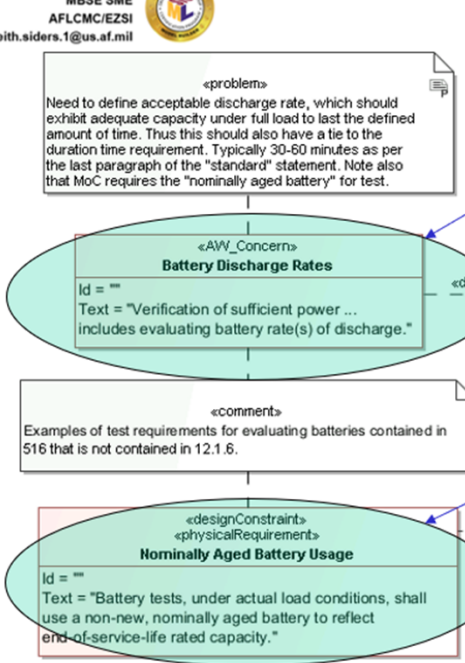 MBSE SME
AFLCMC/EZSI
eith.siders.1@us.af.mil
«problem»
Need to define acceptable discharge rate, which should
exhibit adequate capacity under full load to last the defined
amount of time. Thus this should also have a tie to the
duration time requirement. Typically 30-60 minutes as per
the last paragraph of the "standard" statement. Note also
that MoC requires the "nominally aged battery" for test.
«AW_Concern»
Battery Discharge Rates
Id = ""
Text = "Verification of sufficient power ...
includes evaluating battery rate(s) of discharge."
«d
«comment»
Examples of test requirements for evaluating batteries contained in
516 that is not contained in 12.1.6.
«designConstraint»
«physicalRequirement»
Nominally Aged Battery Usage
Id = ""
Text = "Battery tests, under actual load conditions, shall
use a non-new, nominally aged battery to reflect
end-of-service-life rated capacity."